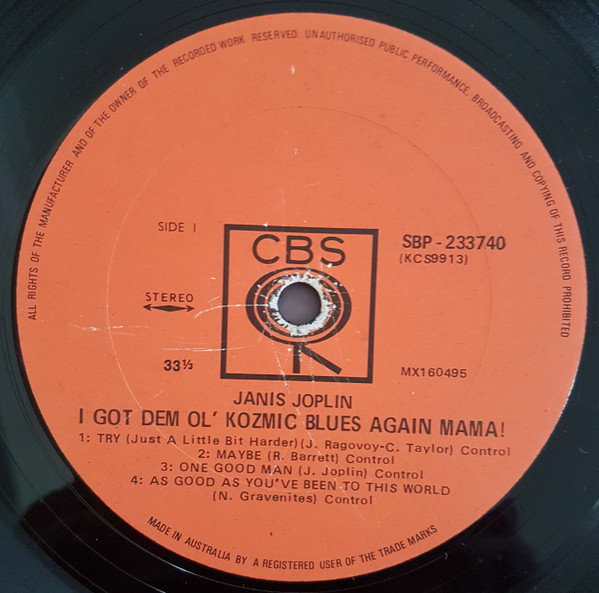 ALL RIGHTS OF THE MANUFACTURER AND OF THE OWNER OF THE RECORDED WORK RESERVED. UNAUTHORISED PUBLIC PERFORMANCE, BROADCASTING AND COPYING OF THIS RECORD PROHIBITED
SIDE I
CBS
SBP - 233740
(KCS9913)
STEREO
33⅓
MX160495
JANIS JOPLIN
I GOT DEM OL' KOZMIC BLUES AGAIN MAMA!
1: TRY (Just A Little Bit Harder) (J. Ragovoy-C. Taylor) Control
2: MAYBE (R. Barrett) Control
3: ONE GOOD MAN (J. Joplin) Control
4: AS GOOD AS YOU'VE BEEN TO THIS WORLD
(N. Gravenites) Control
MADE IN AUSTRALIA BY A REGISTERED USER OF THE TRADE MARKS